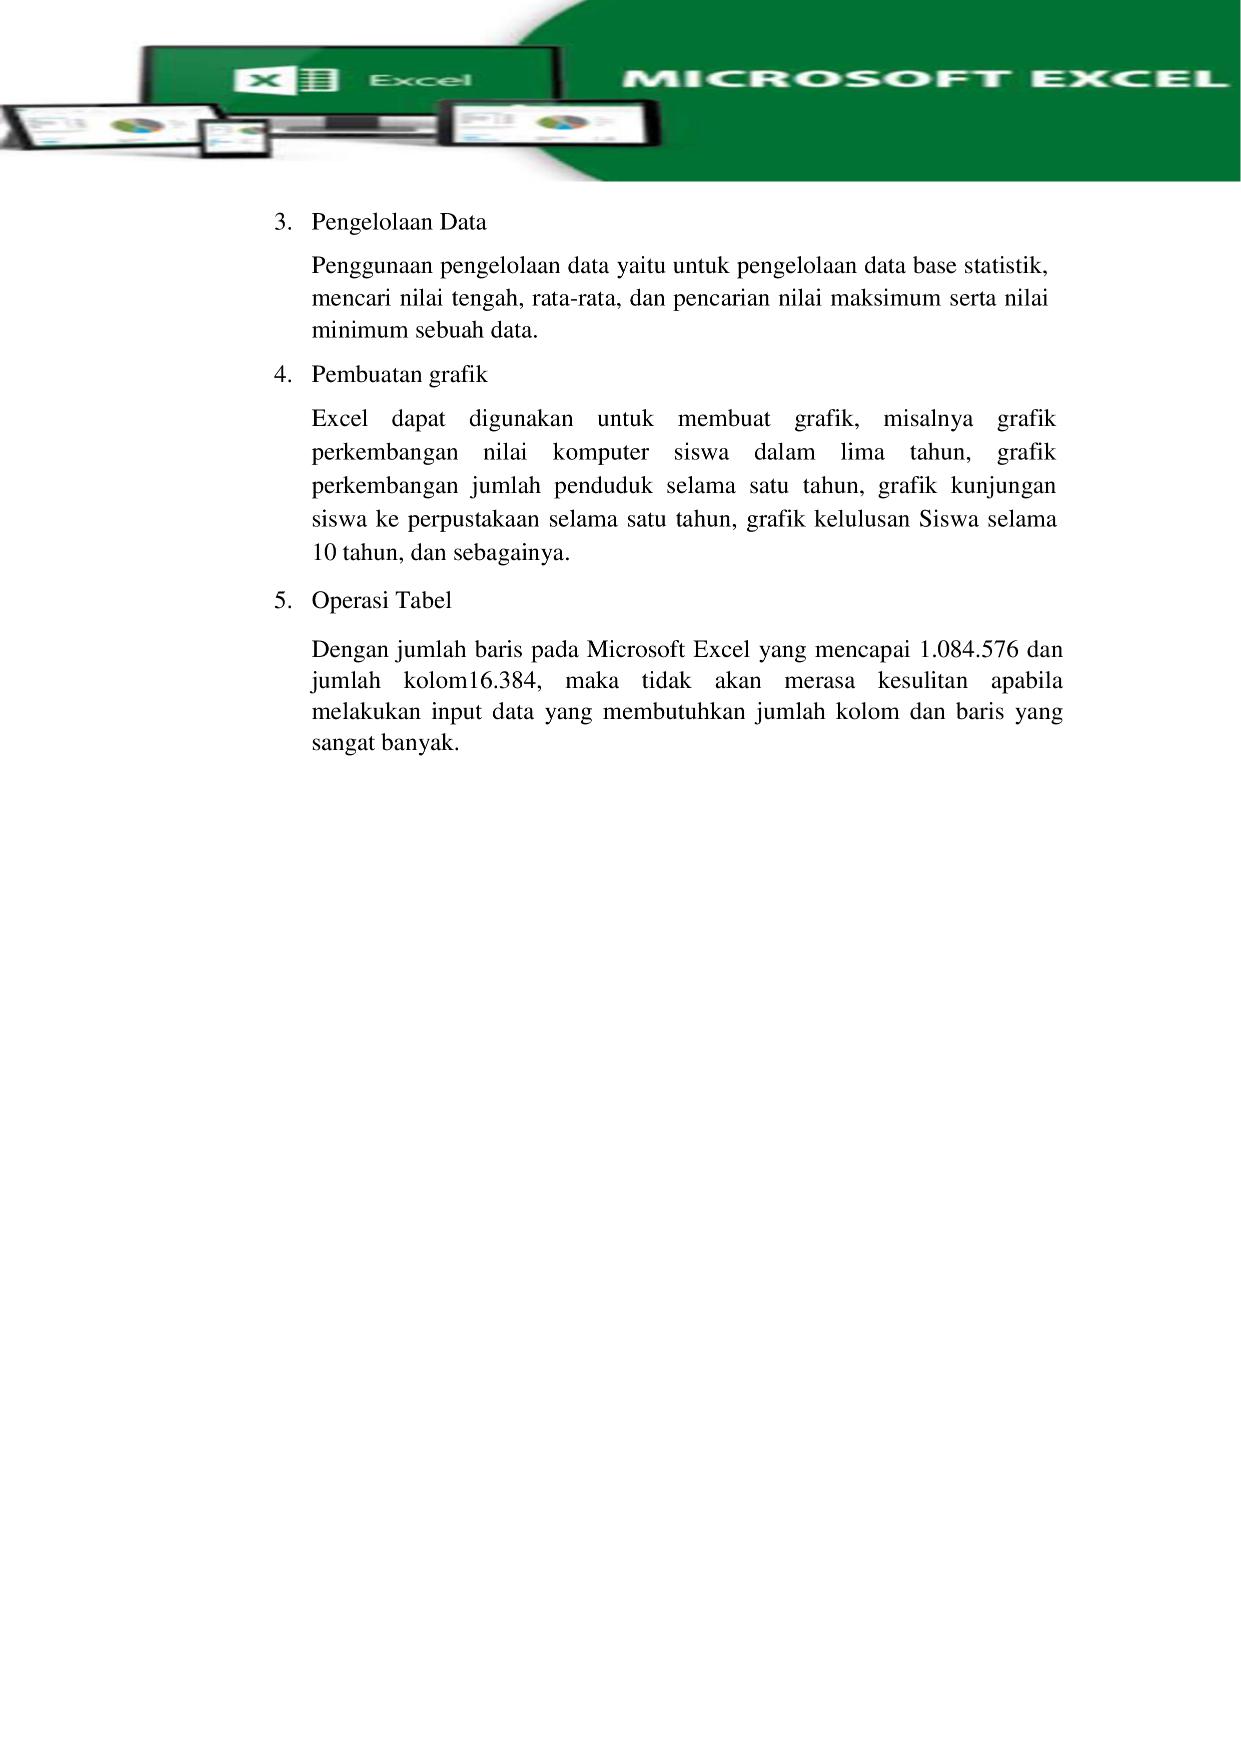 Excel
MICROSOFT EXCEL
3. Pengelolaan Data
Penggunaan pengelolaan data yaitu untuk pengelolaan data base statistik,
mencari nilai tengah, rata-rata, dan pencarian nilai maksimum serta nilai
minimum sebuah data.
4. Pembuatan grafik
Excel dapat digunakan untuk membuat grafik, misalnya grafik
perkembangan nilai komputer siswa dalam lima tahun, grafik
perkembangan jumlah penduduk selama satu tahun, grafik kunjungan
siswa ke perpustakaan selama satu tahun, grafik kelulusan Siswa selama
10 tahun, dan sebagainya.
5. Operasi Tabel
Dengan jumlah baris pada Microsoft Excel yang mencapai 1.084.576 dan
jumlah kolom16.384, maka tidak akan merasa kesulitan apabila
melakukan input data yang membutuhkan jumlah kolom dan baris yang
sangat banyak.